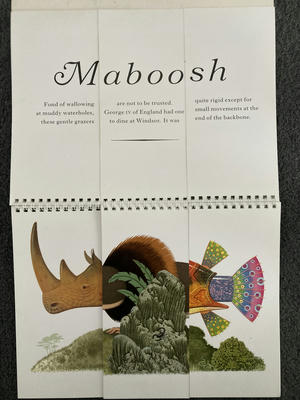 Maboosh
Fond of wallowing
at muddy waterholes,
these gentle grazers
are not to be trusted.
George IV of England had one
to dine at Windsor. It was
quite rigid except for
small movements at the
end of the backbone.